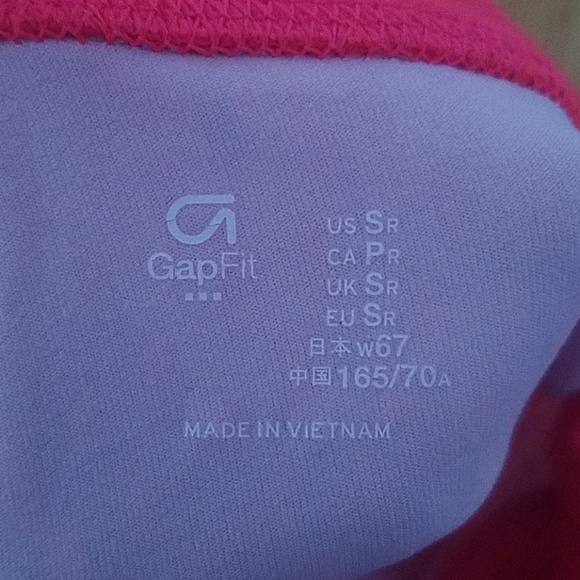 GapFit
US SR
CA PR
UK SR
EU SR
日本 W67
中国 165/70A
MADE IN VIETNAM